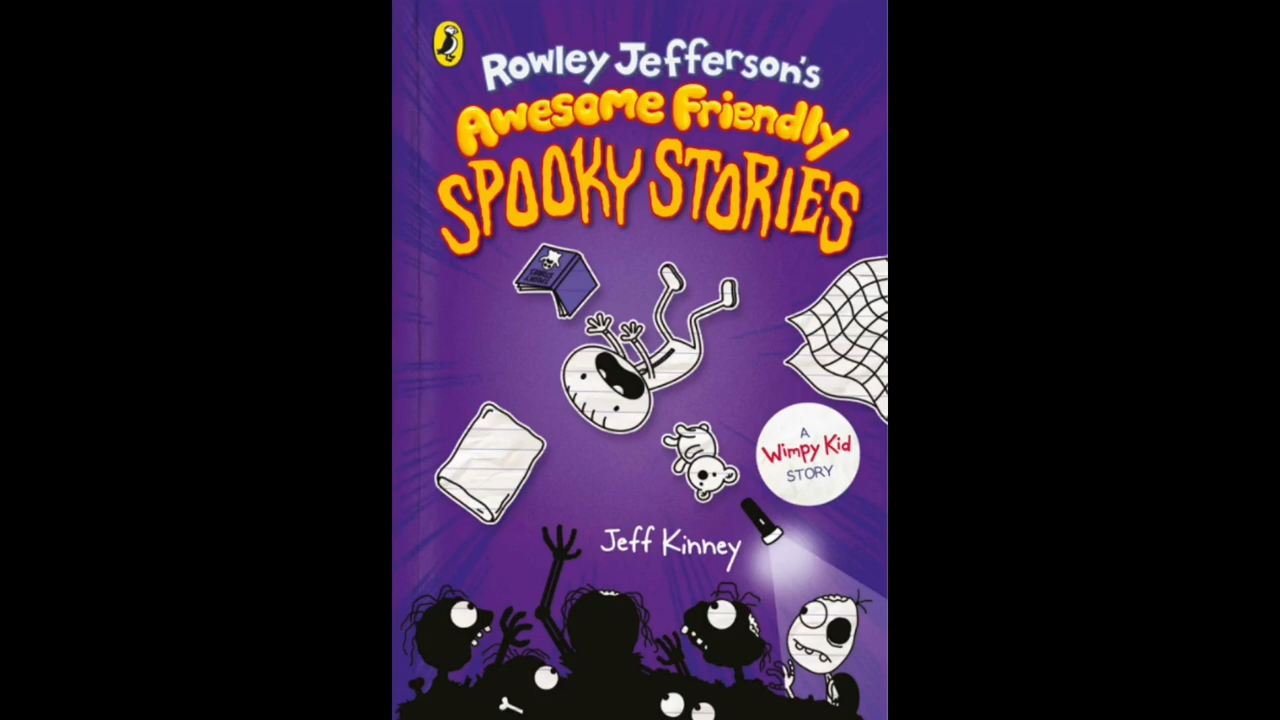 Rowley Jefferson's
Awesome Friendly
SPOOKY STORIES
A
Wimpy Kid
STORY
Jeff Kinney